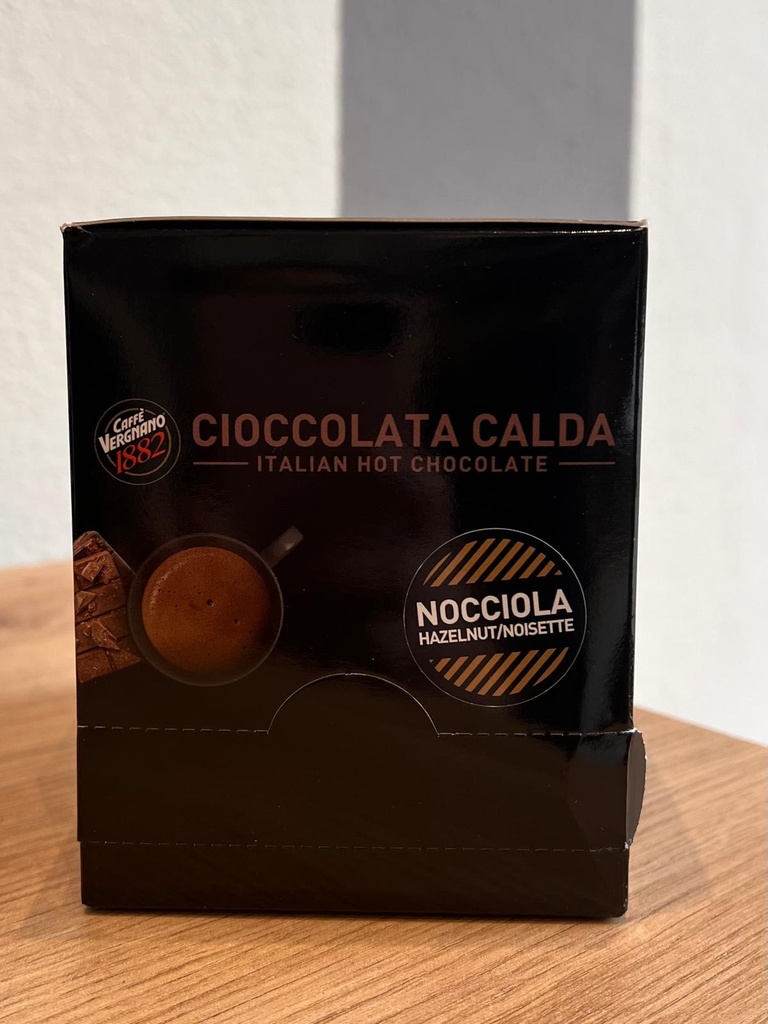 CAFFÈ
VERGNANO
1882
CIOCCOLATA CALDA
ITALIAN HOT CHOCOLATE
NOCCIOLA
HAZELNUT/NOISETTE